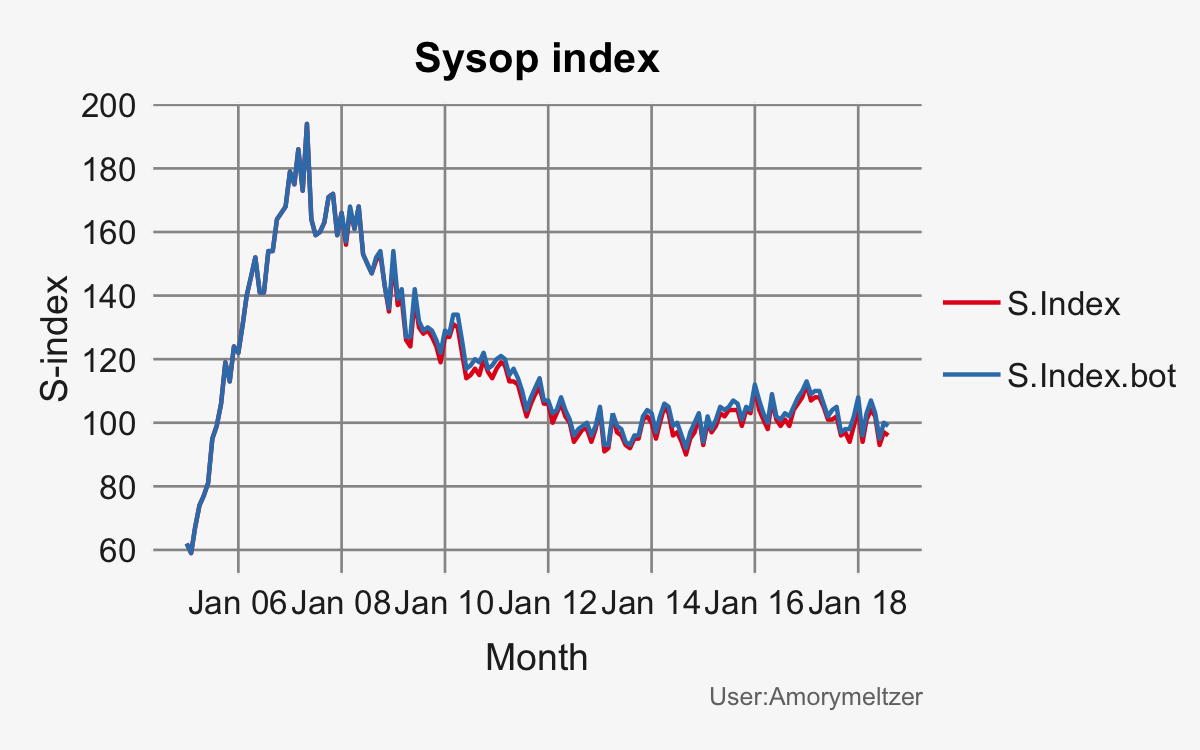 Sysop index
200
180
160
140
120
100
80
60
S-index
Jan 06 Jan 08 Jan 10 Jan 12 Jan 14 Jan 16 Jan 18
Month
S.Index
S.Index.bot
User:Amorymeltzer